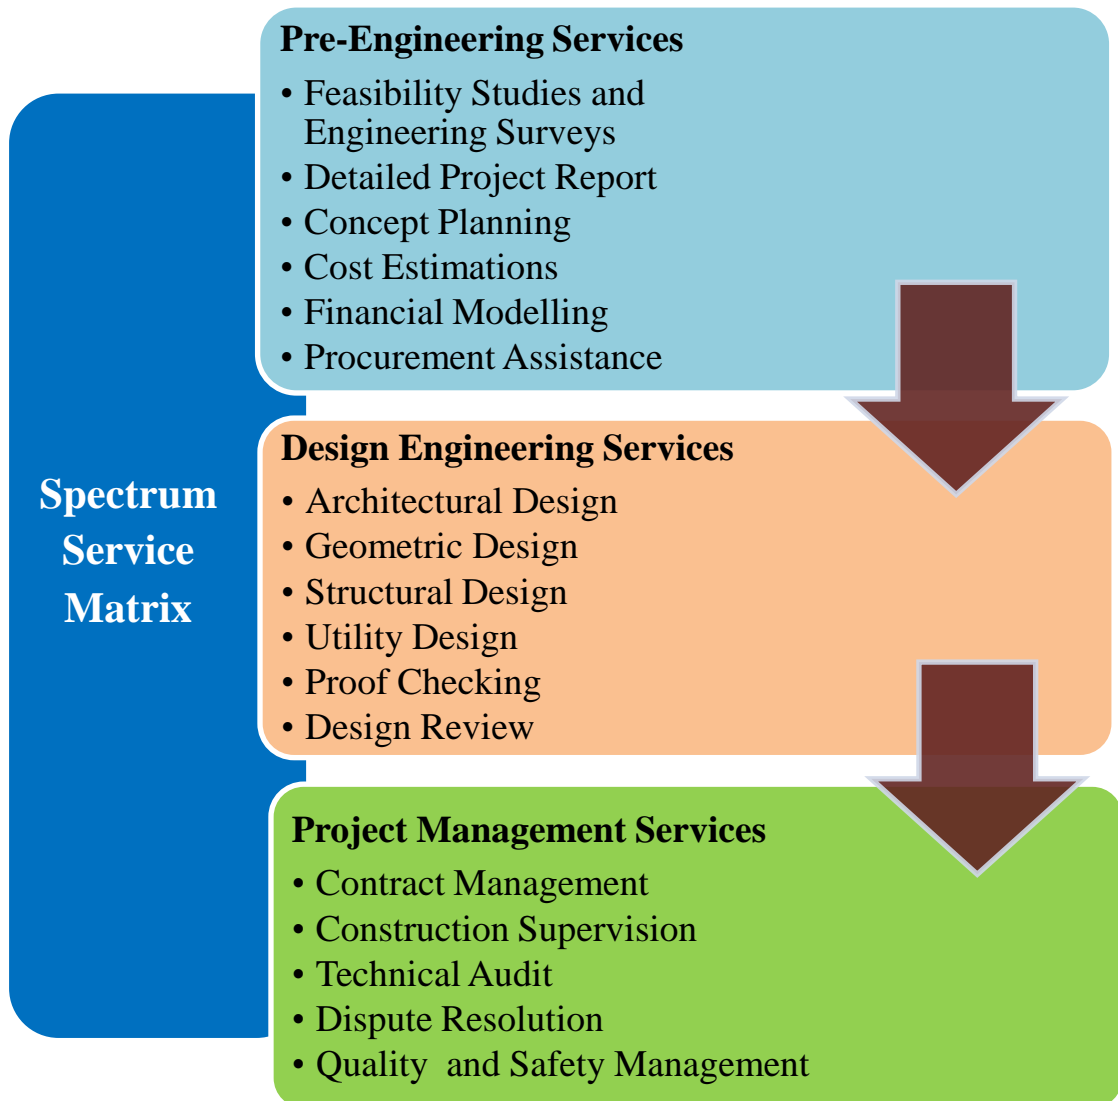 Pre-Engineering Services
• Feasibility Studies and
Engineering Surveys
• Detailed Project Report
• Concept Planning
• Cost Estimations
• Financial Modelling
• Procurement Assistance
Spectrum
Service
Matrix
Design Engineering Services
• Architectural Design
• Geometric Design
• Structural Design
• Utility Design
• Proof Checking
• Design Review
Project Management Services
• Contract Management
• Construction Supervision
• Technical Audit
• Dispute Resolution
• Quality  and Safety Management